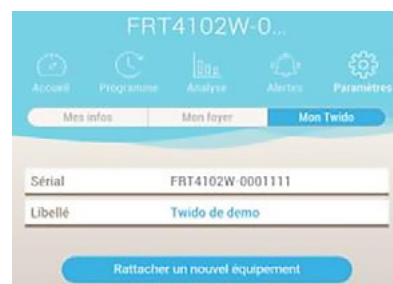 FRT4102W-0...
Accueil Programme Analyse Alertes Paramètres
Mes infos Mon foyer Mon Twido
Sérial FRT4102W-0001111
Libellé Twido de demo
Rattacher un nouvel équipement